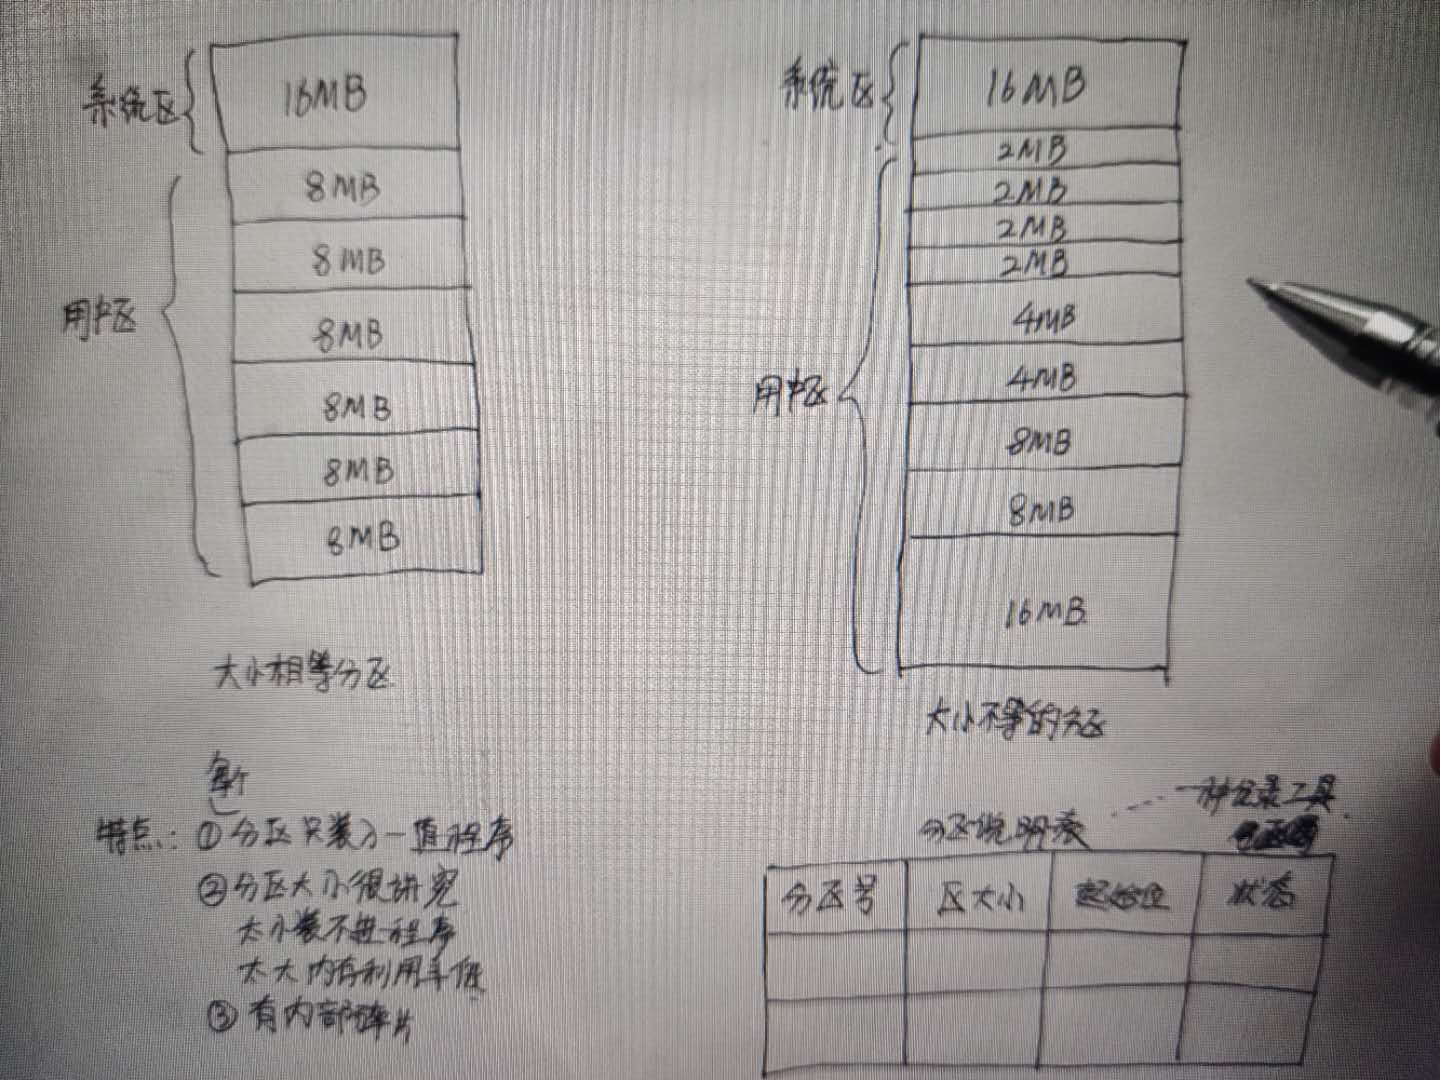 系统区
16MB
8MB
8MB
8MB
8MB
8MB
8MB
用户区
大小相等分区
系统区
16MB
2MB
2MB
2MB
2MB
4MB
4MB
8MB
8MB
16MB
用户区
大小不等的分区
每个
特点：①分区只装入一道程序
②分区大小很讲究
太小装不进程序
太大内存利用率低
③有内部碎片
一种记录工具
分区说明表
分区号 区大小 起始位 状态